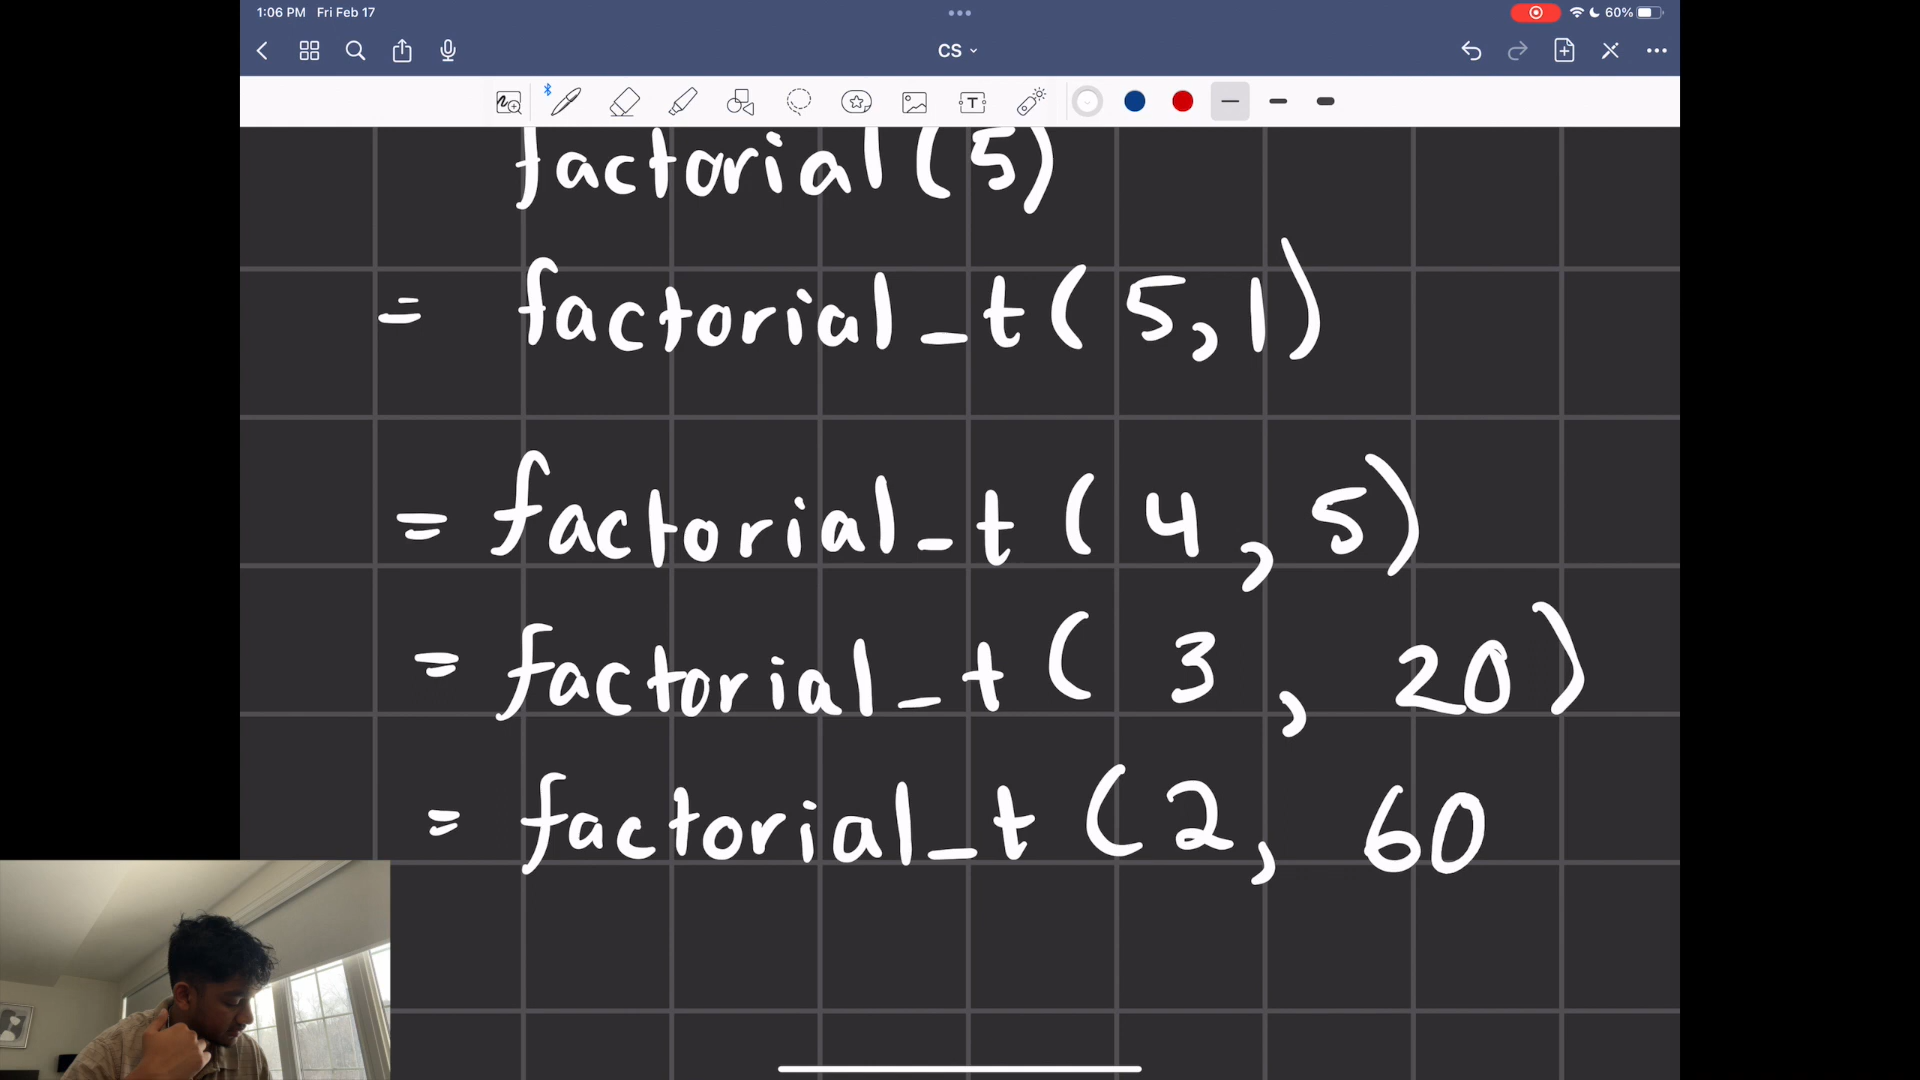 1:06 PM Fri Feb 17
60%
CS
T
factorial(5)
= factorial_t(5,1)
= factorial_t(4,5)
= factorial_t(3,20)
= factorial_t(2,60